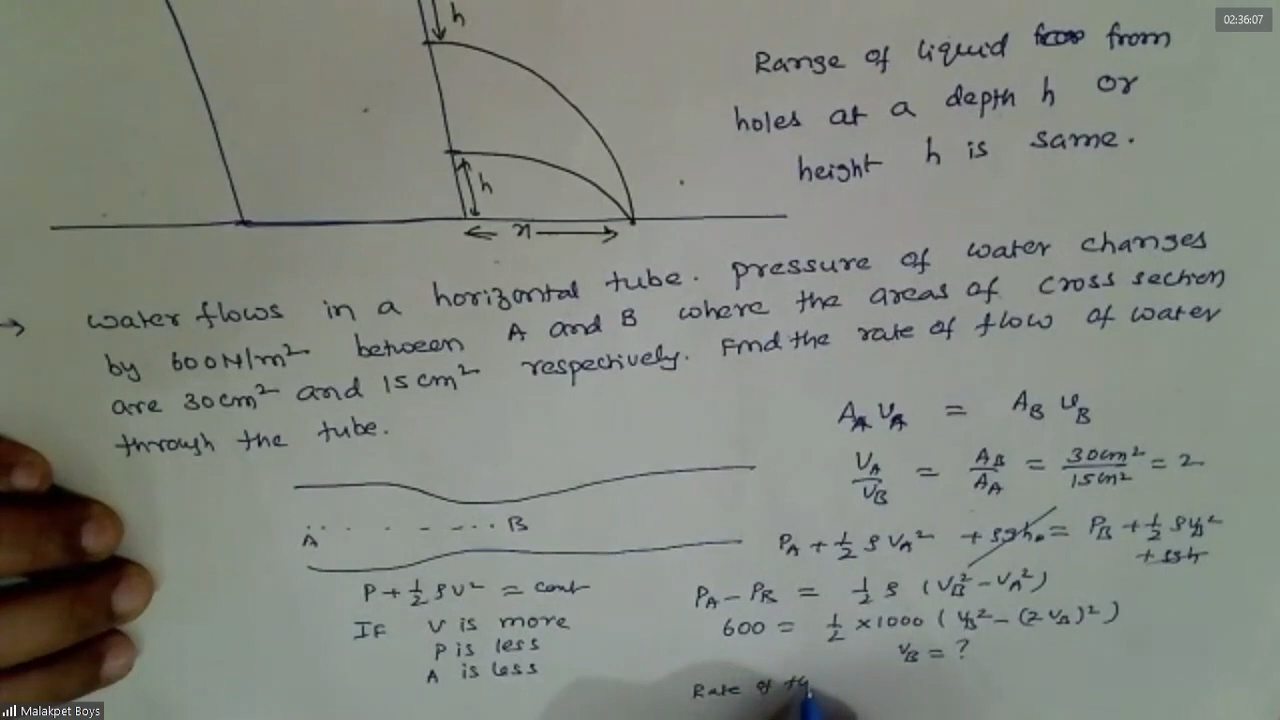 02:36:07
h
Range of liquid from
holes at a depth h or
height h is same.
h
x
→ water flows in a horizontal tube. pressure of water changes
by 600N/m² between A and B where the areas of cross section
are 30cm² and 15cm² respectively. Find the rate of flow of water
through the tube.
A_A V_A = A_B V_B
V_A/V_B = A_B/A_A = 30cm²/15cm² = 2
A B
P_A + 1/2 ρ V_A² + ρgh = P_B + 1/2 ρ V_B²
+ ρgh
P + 1/2 ρv² = cont
P_A - P_B = 1/2 ρ (V_B² - V_A²)
IF V is more
600 = 1/2 × 1000 ( V_B² - (2 V_B)² )
P is less
V_B = ?
A is less
Rate of
Malakpet Boys